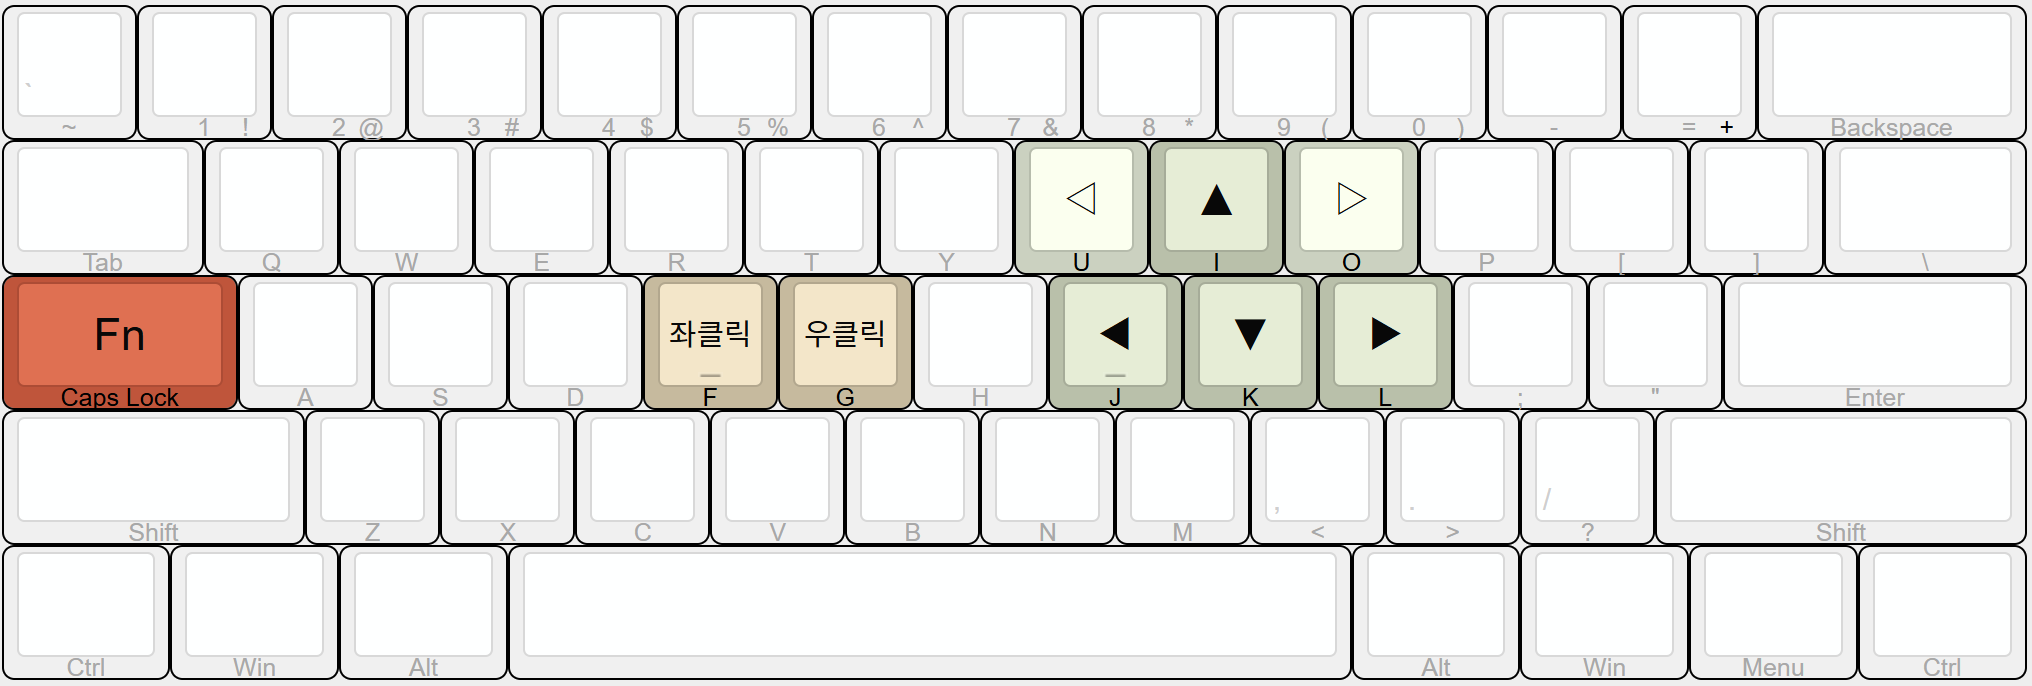 `
~ 1 ! 2 @ 3 # 4 $ 5 % 6 ^ 7 & 8 * 9 ( 0 ) - = + Backspace
◁ ▲ ▷
Tab Q W E R T Y U I O P [ ] \
Fn 좌클릭 우클릭 ◀ ▼ ▶
Caps Lock A S D F G H J K L ; " Enter
, . /
Shift Z X C V B N M < > ? Shift
Ctrl Win Alt Alt Win Menu Ctrl